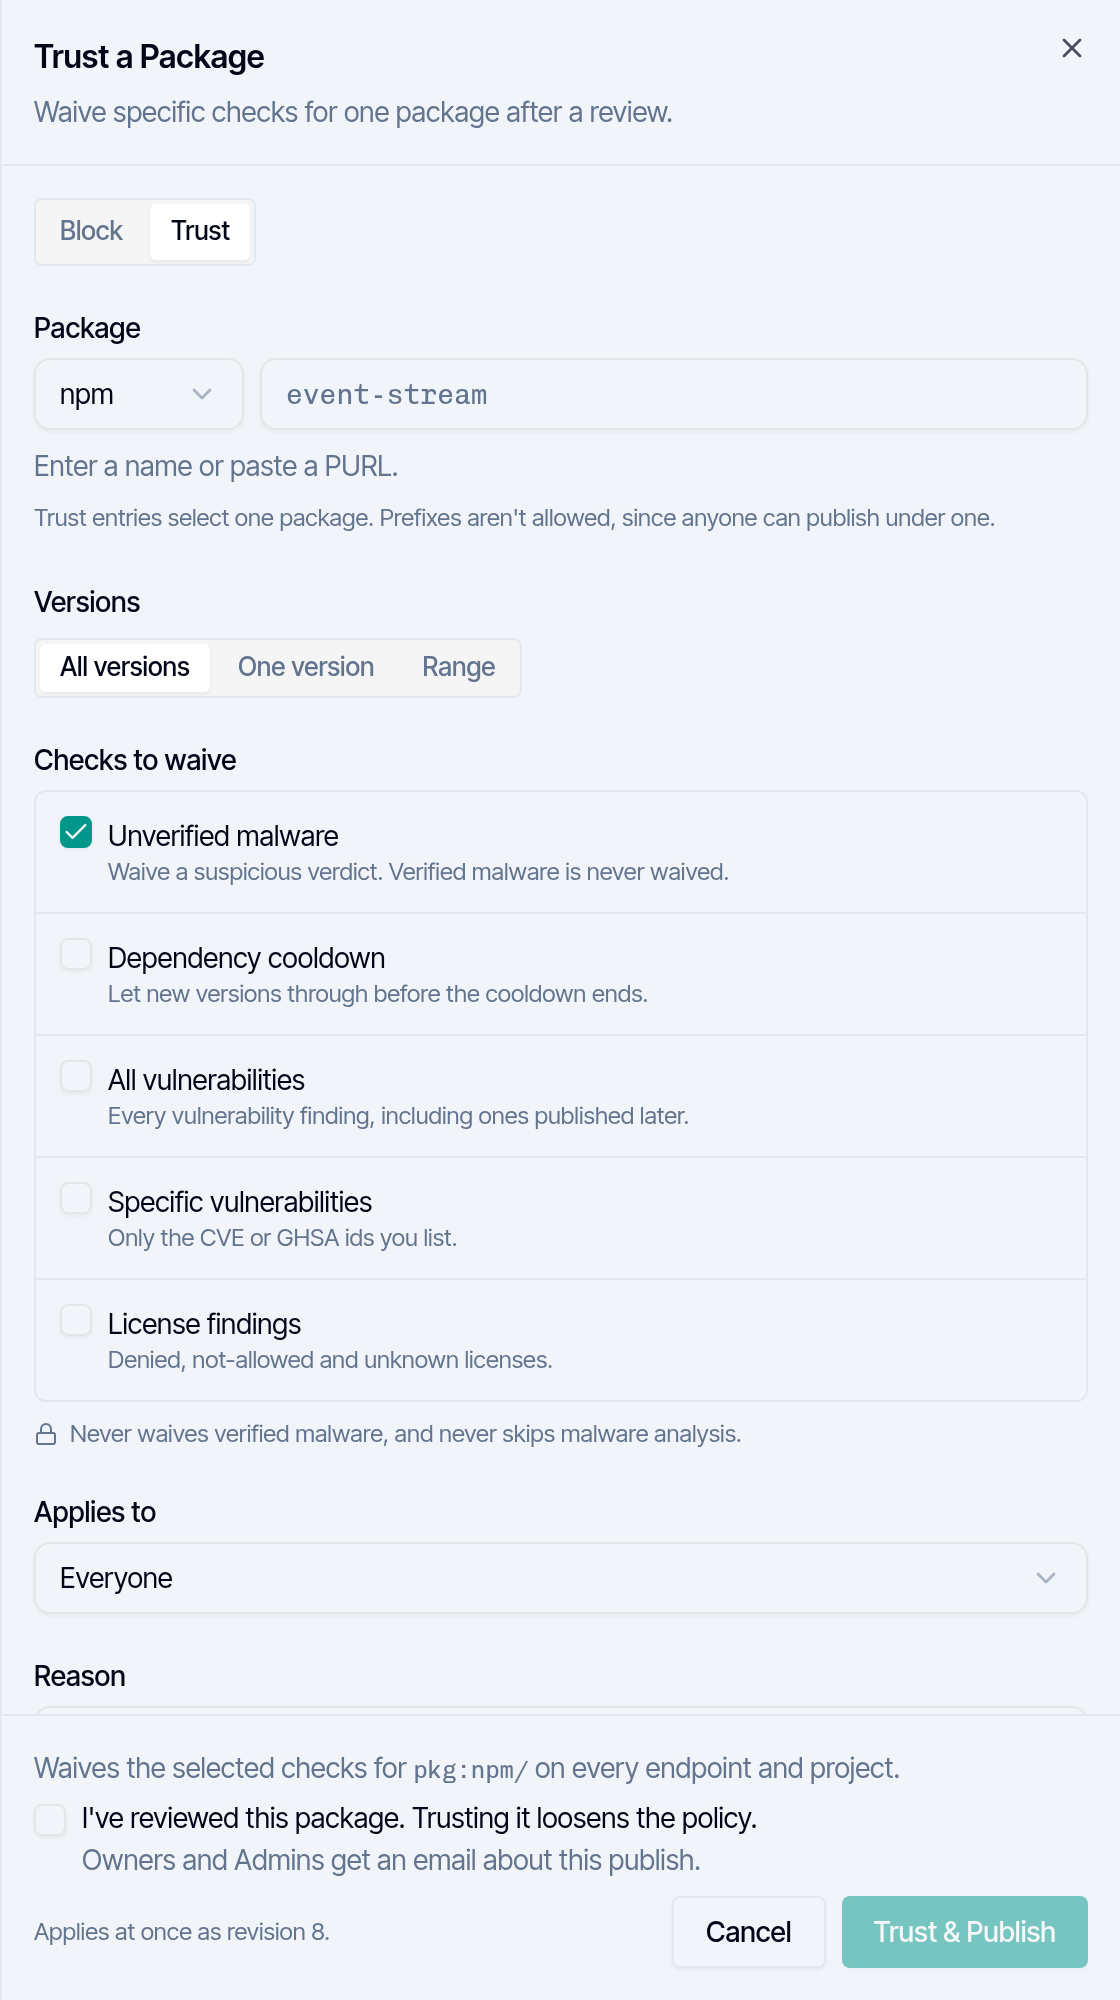 Trust a Package
Waive specific checks for one package after a review.
Block
Trust
Package
npm
event-stream
Enter a name or paste a PURL.
Trust entries select one package. Prefixes aren't allowed, since anyone can publish under one.
Versions
All versions
One version
Range
Checks to waive
Unverified malware
Waive a suspicious verdict. Verified malware is never waived.
Dependency cooldown
Let new versions through before the cooldown ends.
All vulnerabilities
Every vulnerability finding, including ones published later.
Specific vulnerabilities
Only the CVE or GHSA ids you list.
License findings
Denied, not-allowed and unknown licenses.
Never waives verified malware, and never skips malware analysis.
Applies to
Everyone
Reason
Waives the selected checks for pkg:npm/ on every endpoint and project.
I've reviewed this package. Trusting it loosens the policy.
Owners and Admins get an email about this publish.
Applies at once as revision 8.
Cancel
Trust & Publish